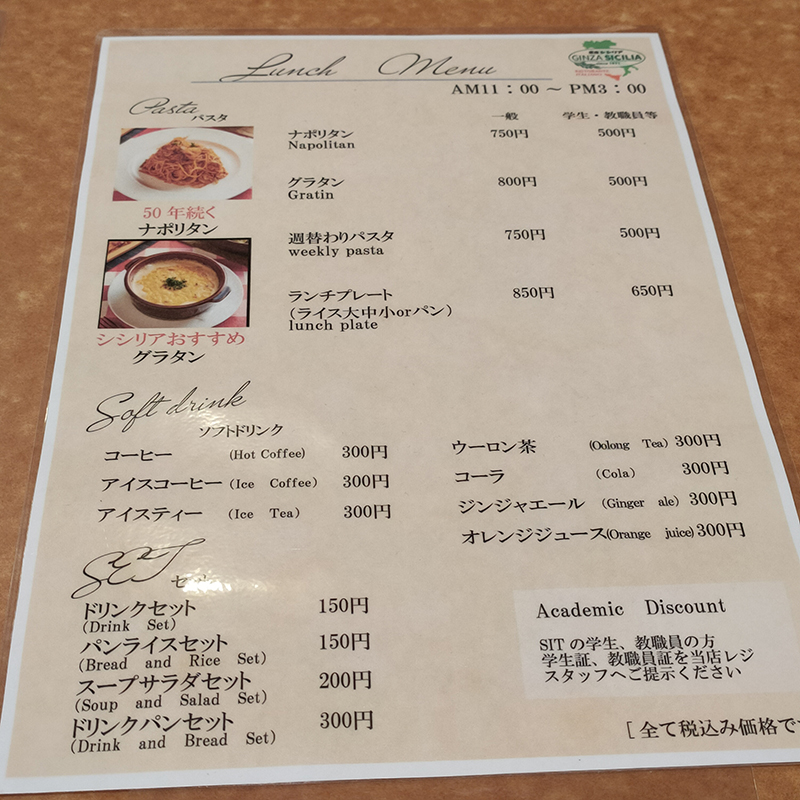 Lunch Menu
GINZA SICILIA
AM11：00 ～ PM3：00
Pasta
パスタ
一般 学生・教職員等
ナポリタン 750円 500円
Napolitan
グラタン 800円 500円
Gratin
50 年続く
ナポリタン
週替わりパスタ 750円 500円
weekly pasta
ランチプレート 850円 650円
（ライス大中小orパン）
lunch plate
シシリアおすすめ
グラタン
Soft drink
ソフトドリンク
コーヒー (Hot Coffee) 300円
アイスコーヒー (Ice Coffee) 300円
アイスティー (Ice Tea) 300円
ウーロン茶 (Oolong Tea) 300円
コーラ (Cola) 300円
ジンジャエール (Ginger ale) 300円
オレンジジュース(Orange juice) 300円
SET
ドリンクセット 150円
(Drink Set)
パンライスセット 150円
(Bread and Rice Set)
スープサラダセット 200円
(Soup and Salad Set)
ドリンクパンセット 300円
(Drink and Bread Set)
Academic Discount
SIT の学生、教職員の方
学生証、教職員証を当店レジ
スタッフへご提示ください
[ 全て税込み価格で